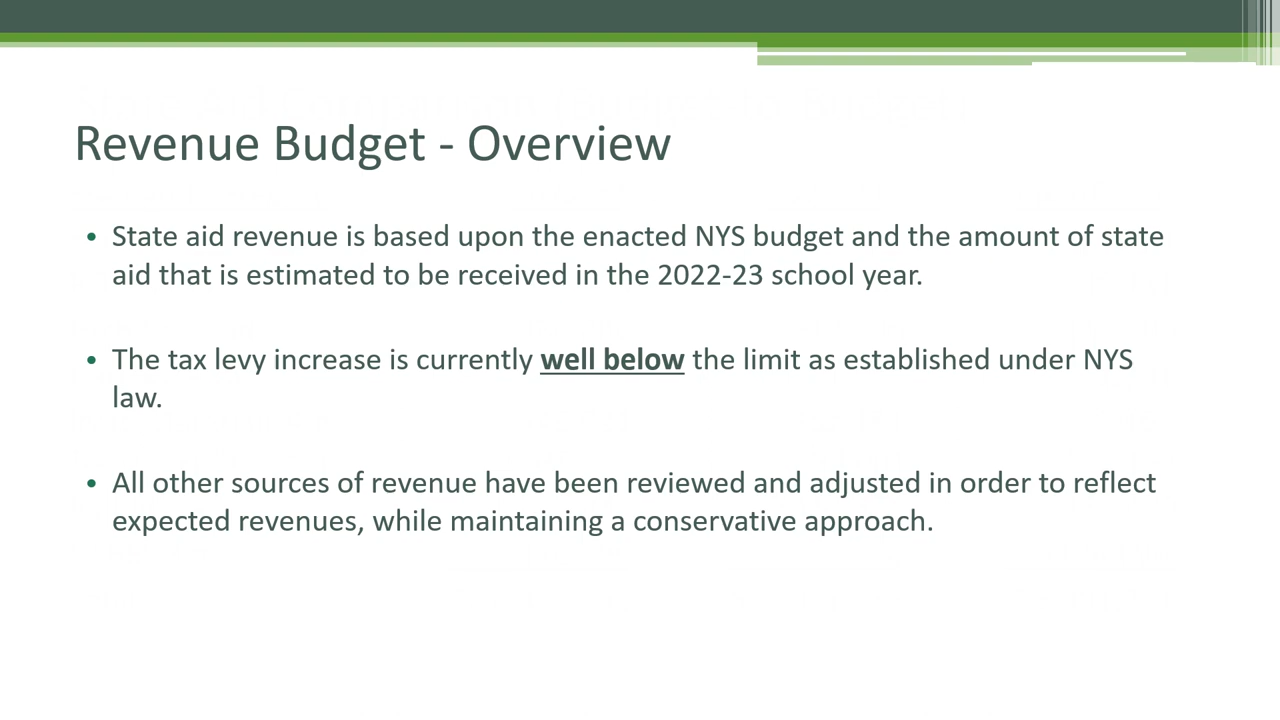 Revenue Budget - Overview
• State aid revenue is based upon the enacted NYS budget and the amount of state
aid that is estimated to be received in the 2022-23 school year.
• The tax levy increase is currently well below the limit as established under NYS
law.
• All other sources of revenue have been reviewed and adjusted in order to reflect
expected revenues, while maintaining a conservative approach.